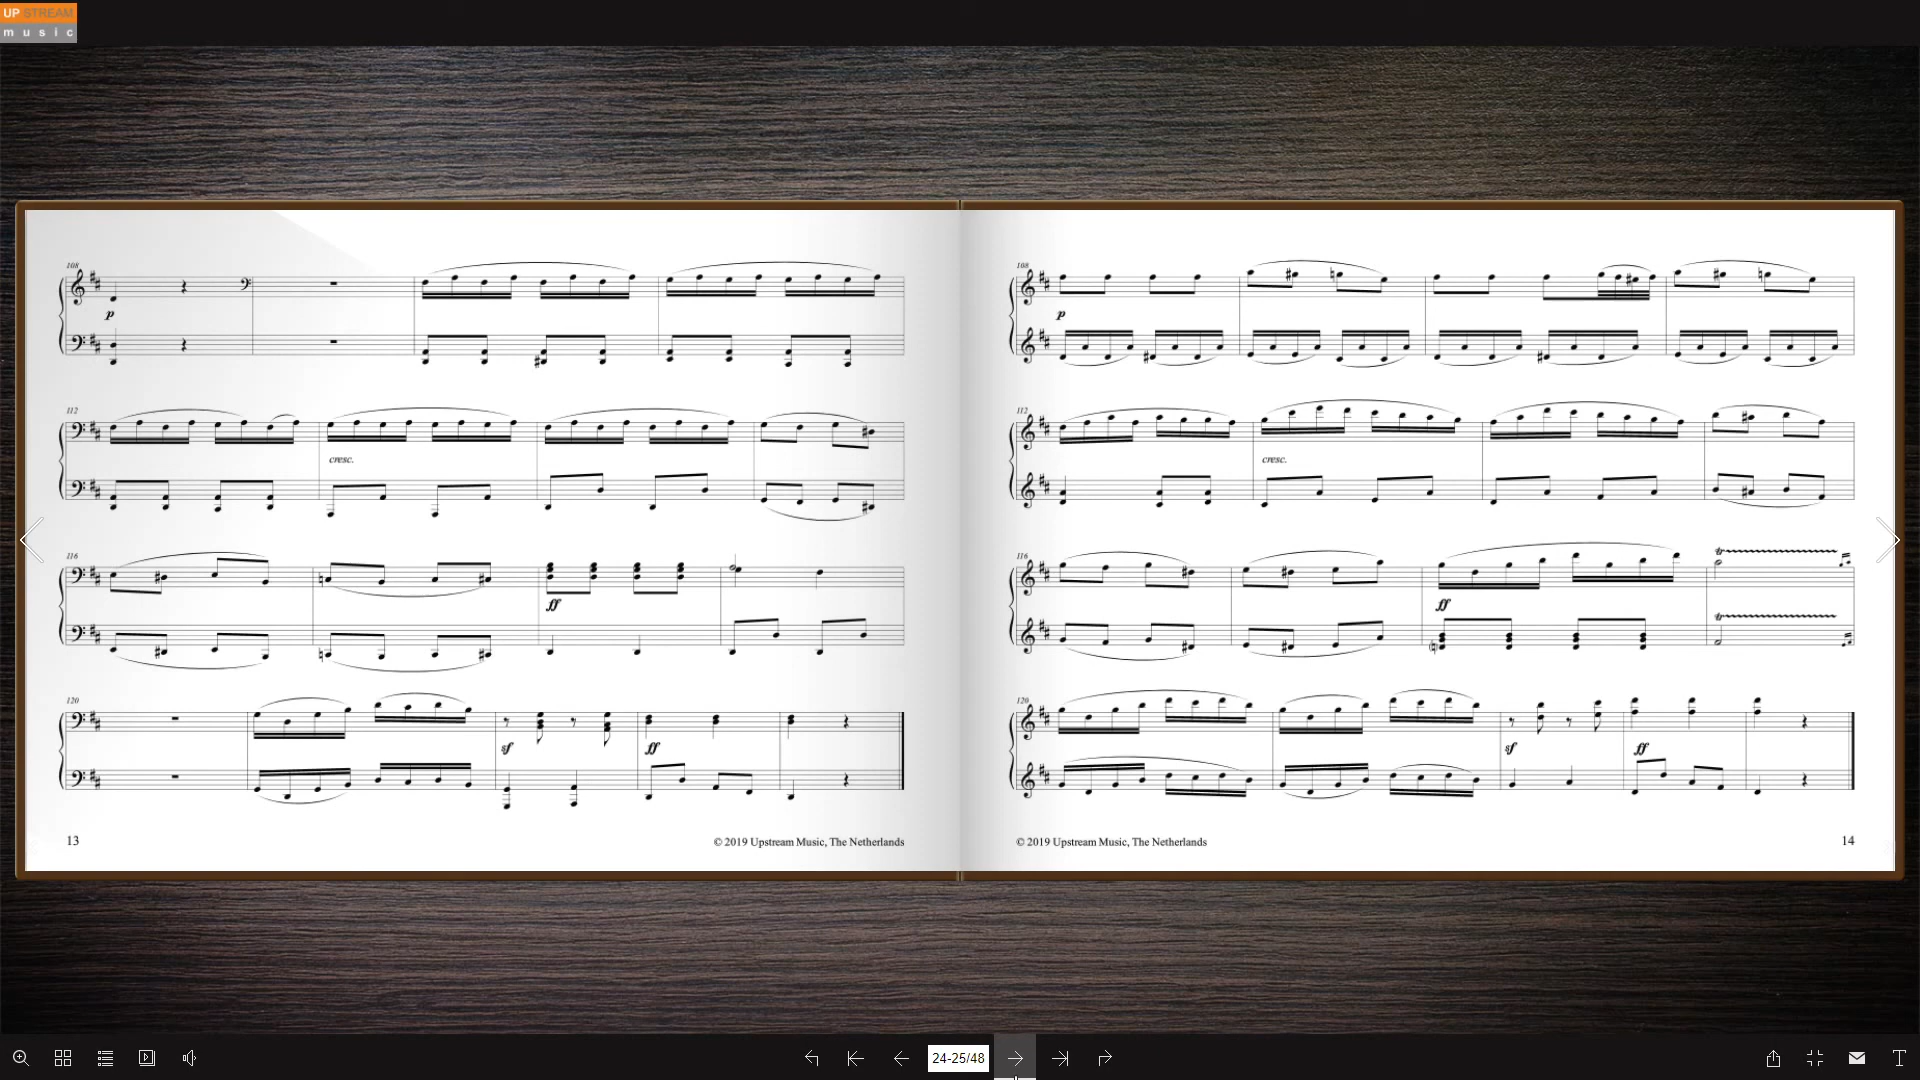 UP STREAM
music
108
p
112
cresc.
116
ff
120
sf
ff
13
© 2019 Upstream Music, The Netherlands
108
p
112
cresc.
116
ff
120
sf
ff
© 2019 Upstream Music, The Netherlands
14
24-25/48